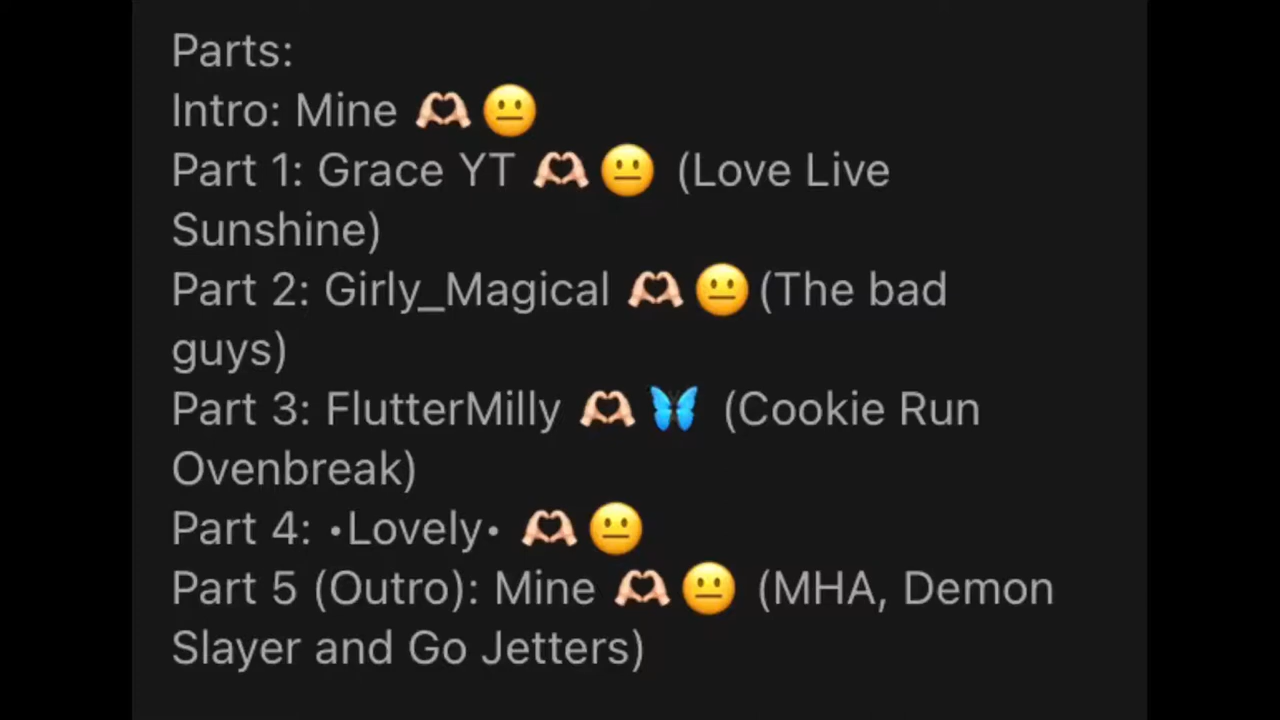 Parts:
Intro: Mine 🫶🏻😐
Part 1: Grace YT 🫶🏻😐 (Love Live
Sunshine)
Part 2: Girly_Magical 🫶🏻😐(The bad
guys)
Part 3: FlutterMilly 🫶🏻🦋 (Cookie Run
Ovenbreak)
Part 4: •Lovely• 🫶🏻😐
Part 5 (Outro): Mine 🫶🏻😐 (MHA, Demon
Slayer and Go Jetters)